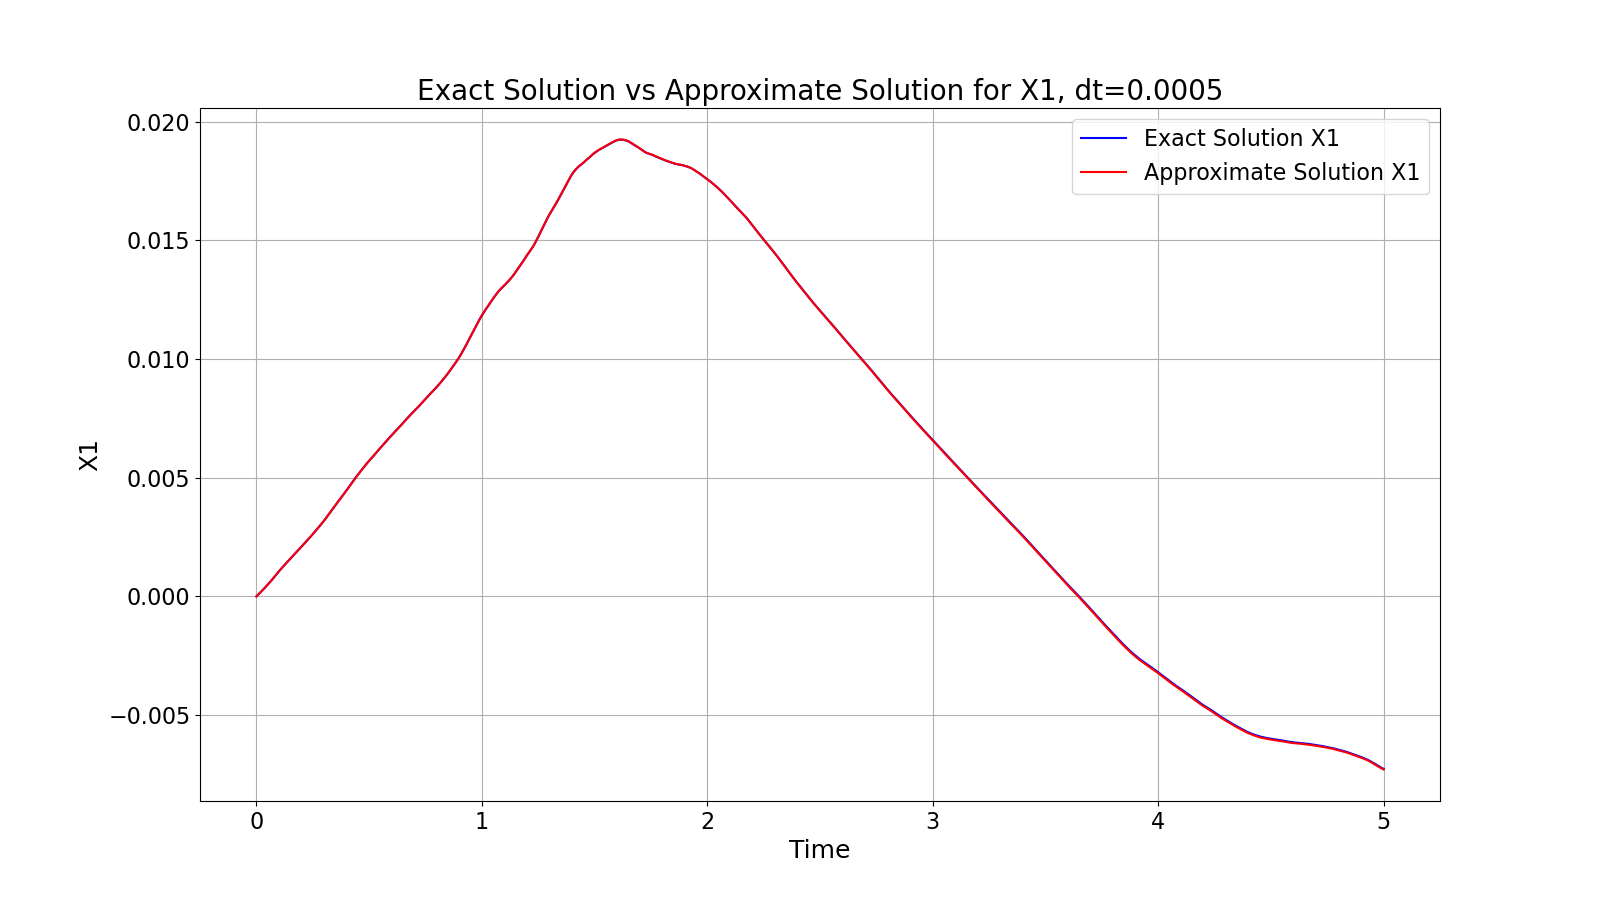 Exact Solution vs Approximate Solution for X1, dt=0.0005
Exact Solution X1
Approximate Solution X1
0.020
0.015
0.010
0.005
0.000
−0.005
X1
0 1 2 3 4 5
Time